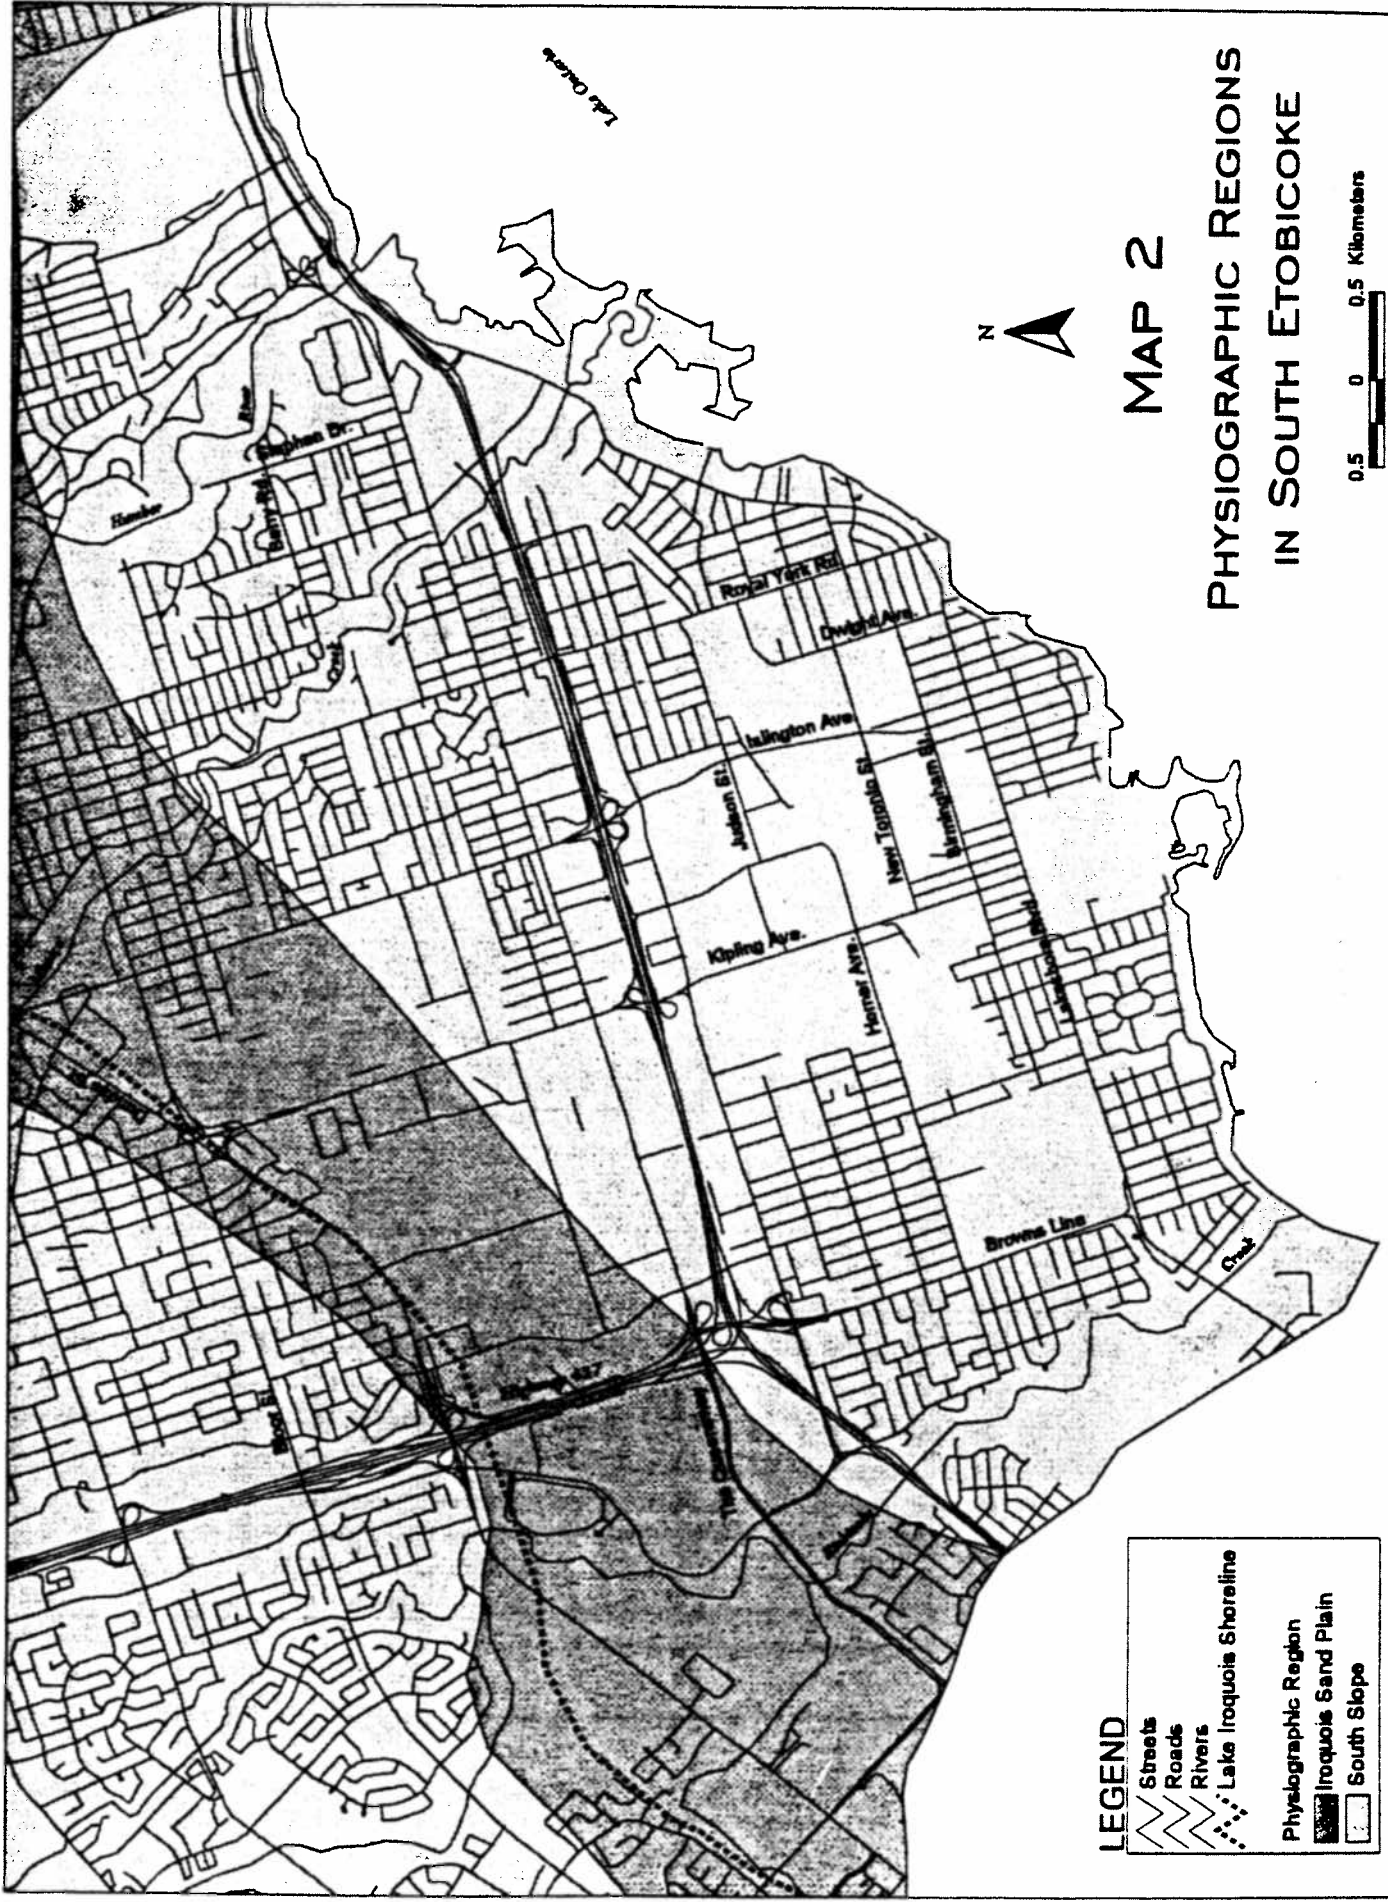 Lake Ontario
N
MAP 2
PHYSIOGRAPHIC REGIONS
IN SOUTH ETOBICOKE
0.5 0 0.5 Kilometers
LEGEND
Streets
Roads
Rivers
Lake Iroquois Shoreline
Physiographic Region
Iroquois Sand Plain
South Slope
Humber
River
Stephen Dr.
Berry Rd.
Creek
Royal York Rd.
Dwight Ave.
Islington Ave.
Judson St.
New Toronto St.
Birmingham St.
Kipling Ave.
Horner Ave.
Lakeshore Blvd
Browns Line
Creek
Bloor St.
Highway 427
The Queensway